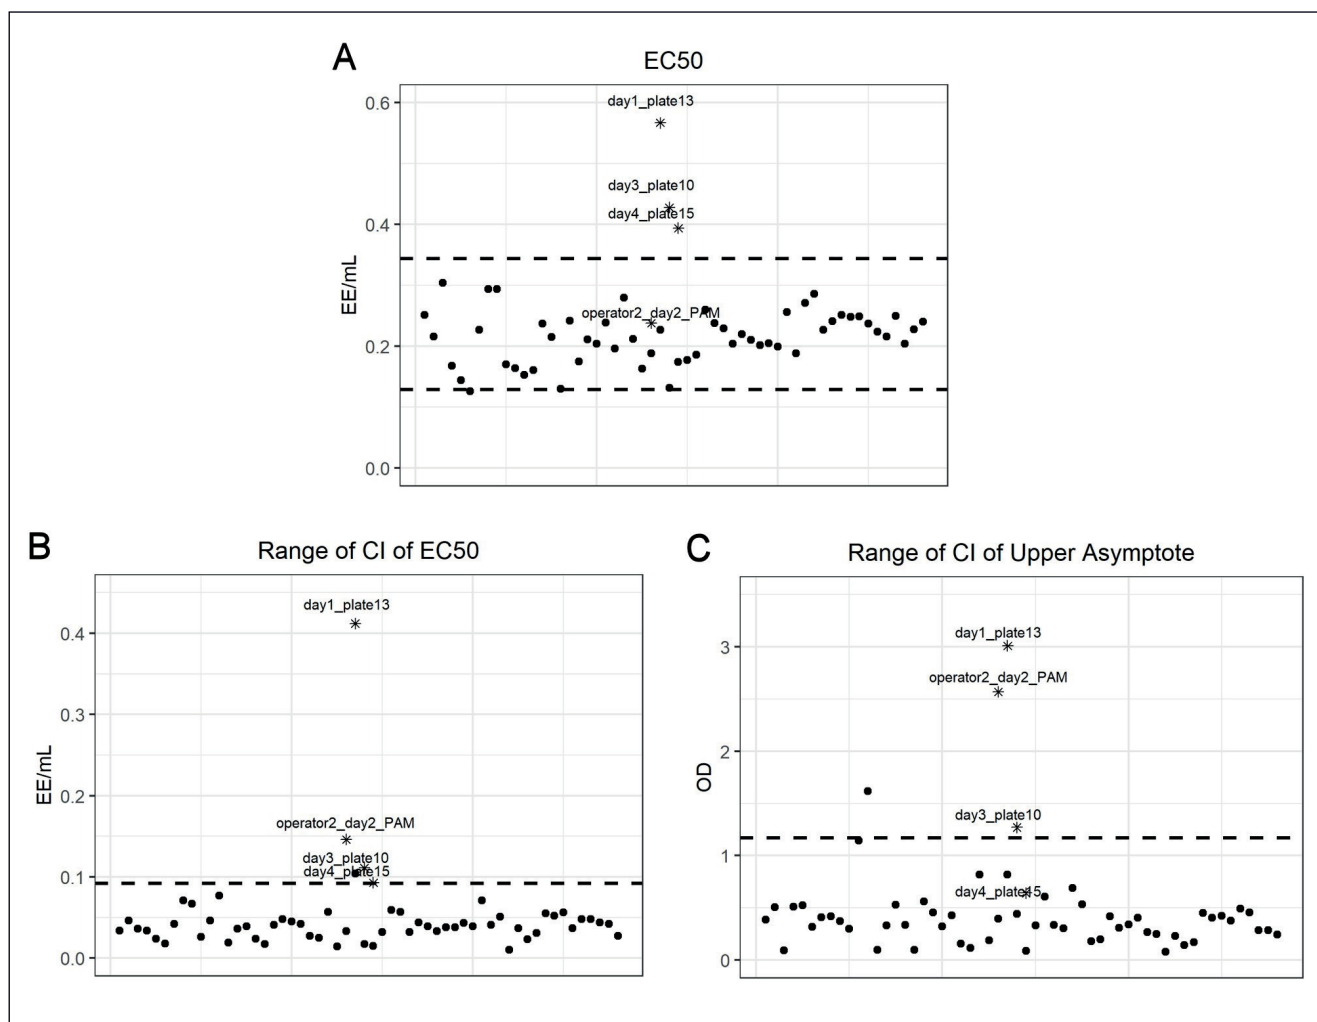 A
EC50
0.6
day1_plate13
day3_plate10
day4_plate15
0.4
EE/mL
operator2_day2_PAM
0.2
0.0
B
Range of CI of EC50
day1_plate13
0.4
0.3
EE/mL
0.2
operator2_day2_PAM
day3_plate10
day4_plate15
0.1
0.0
C
Range of CI of Upper Asymptote
day1_plate13
3
operator2_day2_PAM
2
OD
day3_plate10
1
day4_plate15
0